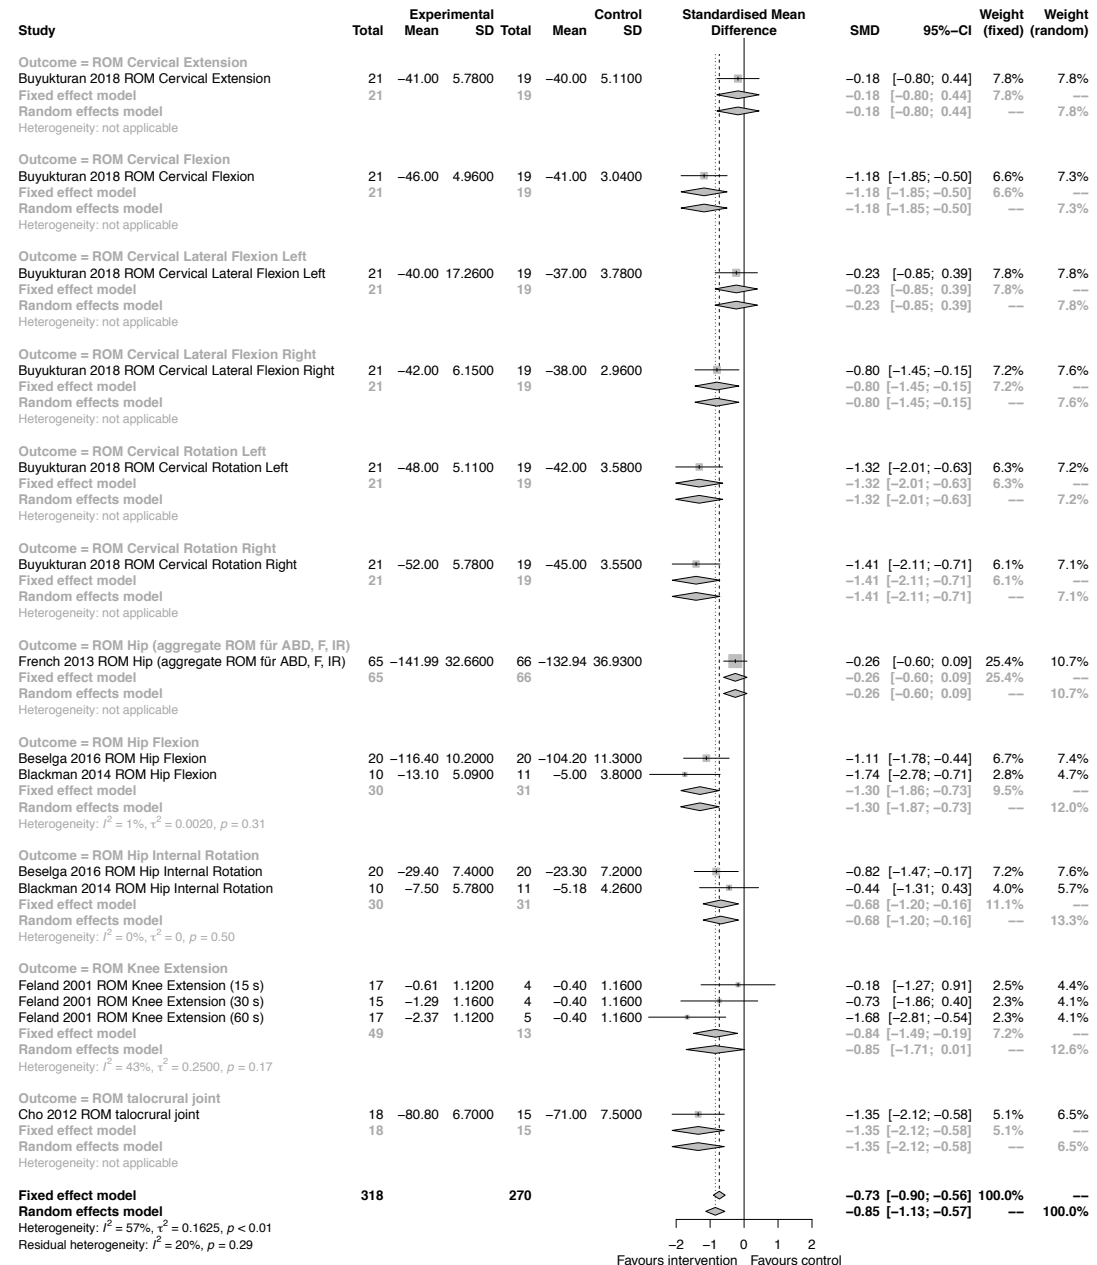 Experimental Control Standardised Mean Weight Weight
Study Total Mean SD Total Mean SD Difference SMD 95%−CI (fixed) (random)
Outcome = ROM Cervical Extension
Buyukturan 2018 ROM Cervical Extension 21 −41.00 5.7800 19 −40.00 5.1100 −0.18 [−0.80; 0.44] 7.8% 7.8%
Fixed effect model 21 19 −0.18 [−0.80; 0.44] 7.8% −−
Random effects model −0.18 [−0.80; 0.44] −− 7.8%
Heterogeneity: not applicable
Outcome = ROM Cervical Flexion
Buyukturan 2018 ROM Cervical Flexion 21 −46.00 4.9600 19 −41.00 3.0400 −1.18 [−1.85; −0.50] 6.6% 7.3%
Fixed effect model 21 19 −1.18 [−1.85; −0.50] 6.6% −−
Random effects model −1.18 [−1.85; −0.50] −− 7.3%
Heterogeneity: not applicable
Outcome = ROM Cervical Lateral Flexion Left
Buyukturan 2018 ROM Cervical Lateral Flexion Left 21 −40.00 17.2600 19 −37.00 3.7800 −0.23 [−0.85; 0.39] 7.8% 7.8%
Fixed effect model 21 19 −0.23 [−0.85; 0.39] 7.8% −−
Random effects model −0.23 [−0.85; 0.39] −− 7.8%
Heterogeneity: not applicable
Outcome = ROM Cervical Lateral Flexion Right
Buyukturan 2018 ROM Cervical Lateral Flexion Right 21 −42.00 6.1500 19 −38.00 2.9600 −0.80 [−1.45; −0.15] 7.2% 7.6%
Fixed effect model 21 19 −0.80 [−1.45; −0.15] 7.2% −−
Random effects model −0.80 [−1.45; −0.15] −− 7.6%
Heterogeneity: not applicable
Outcome = ROM Cervical Rotation Left
Buyukturan 2018 ROM Cervical Rotation Left 21 −48.00 5.1100 19 −42.00 3.5800 −1.32 [−2.01; −0.63] 6.3% 7.2%
Fixed effect model 21 19 −1.32 [−2.01; −0.63] 6.3% −−
Random effects model −1.32 [−2.01; −0.63] −− 7.2%
Heterogeneity: not applicable
Outcome = ROM Cervical Rotation Right
Buyukturan 2018 ROM Cervical Rotation Right 21 −52.00 5.7800 19 −45.00 3.5500 −1.41 [−2.11; −0.71] 6.1% 7.1%
Fixed effect model 21 19 −1.41 [−2.11; −0.71] 6.1% −−
Random effects model −1.41 [−2.11; −0.71] −− 7.1%
Heterogeneity: not applicable
Outcome = ROM Hip (aggregate ROM für ABD, F, IR)
French 2013 ROM Hip (aggregate ROM für ABD, F, IR) 65 −141.99 32.6600 66 −132.94 36.9300 −0.26 [−0.60; 0.09] 25.4% 10.7%
Fixed effect model 65 66 −0.26 [−0.60; 0.09] 25.4% −−
Random effects model −0.26 [−0.60; 0.09] −− 10.7%
Heterogeneity: not applicable
Outcome = ROM Hip Flexion
Beselga 2016 ROM Hip Flexion 20 −116.40 10.2000 20 −104.20 11.3000 −1.11 [−1.78; −0.44] 6.7% 7.4%
Blackman 2014 ROM Hip Flexion 10 −13.10 5.0900 11 −5.00 3.8000 −1.74 [−2.78; −0.71] 2.8% 4.7%
Fixed effect model 30 31 −1.30 [−1.86; −0.73] 9.5% −−
Random effects model −1.30 [−1.87; −0.73] −− 12.0%
Heterogeneity: I² = 1%, τ² = 0.0020, p = 0.31
Outcome = ROM Hip Internal Rotation
Beselga 2016 ROM Hip Internal Rotation 20 −29.40 7.4000 20 −23.30 7.2000 −0.82 [−1.47; −0.17] 7.2% 7.6%
Blackman 2014 ROM Hip Internal Rotation 10 −7.50 5.7800 11 −5.18 4.2600 −0.44 [−1.31; 0.43] 4.0% 5.7%
Fixed effect model 30 31 −0.68 [−1.20; −0.16] 11.1% −−
Random effects model −0.68 [−1.20; −0.16] −− 13.3%
Heterogeneity: I² = 0%, τ² = 0, p = 0.50
Outcome = ROM Knee Extension
Feland 2001 ROM Knee Extension (15 s) 17 −0.61 1.1200 4 −0.40 1.1600 −0.18 [−1.27; 0.91] 2.5% 4.4%
Feland 2001 ROM Knee Extension (30 s) 15 −1.29 1.1600 4 −0.40 1.1600 −0.73 [−1.86; 0.40] 2.3% 4.1%
Feland 2001 ROM Knee Extension (60 s) 17 −2.37 1.1200 5 −0.40 1.1600 −1.68 [−2.81; −0.54] 2.3% 4.1%
Fixed effect model 49 13 −0.84 [−1.49; −0.19] 7.2% −−
Random effects model −0.85 [−1.71; 0.01] −− 12.6%
Heterogeneity: I² = 43%, τ² = 0.2500, p = 0.17
Outcome = ROM talocrural joint
Cho 2012 ROM talocrural joint 18 −80.80 6.7000 15 −71.00 7.5000 −1.35 [−2.12; −0.58] 5.1% 6.5%
Fixed effect model 18 15 −1.35 [−2.12; −0.58] 5.1% −−
Random effects model −1.35 [−2.12; −0.58] −− 6.5%
Heterogeneity: not applicable
Fixed effect model 318 270 −0.73 [−0.90; −0.56] 100.0% −−
Random effects model −0.85 [−1.13; −0.57] −− 100.0%
Heterogeneity: I² = 57%, τ² = 0.1625, p < 0.01
Residual heterogeneity: I² = 20%, p = 0.29
−2 −1 0 1 2
Favours intervention Favours control